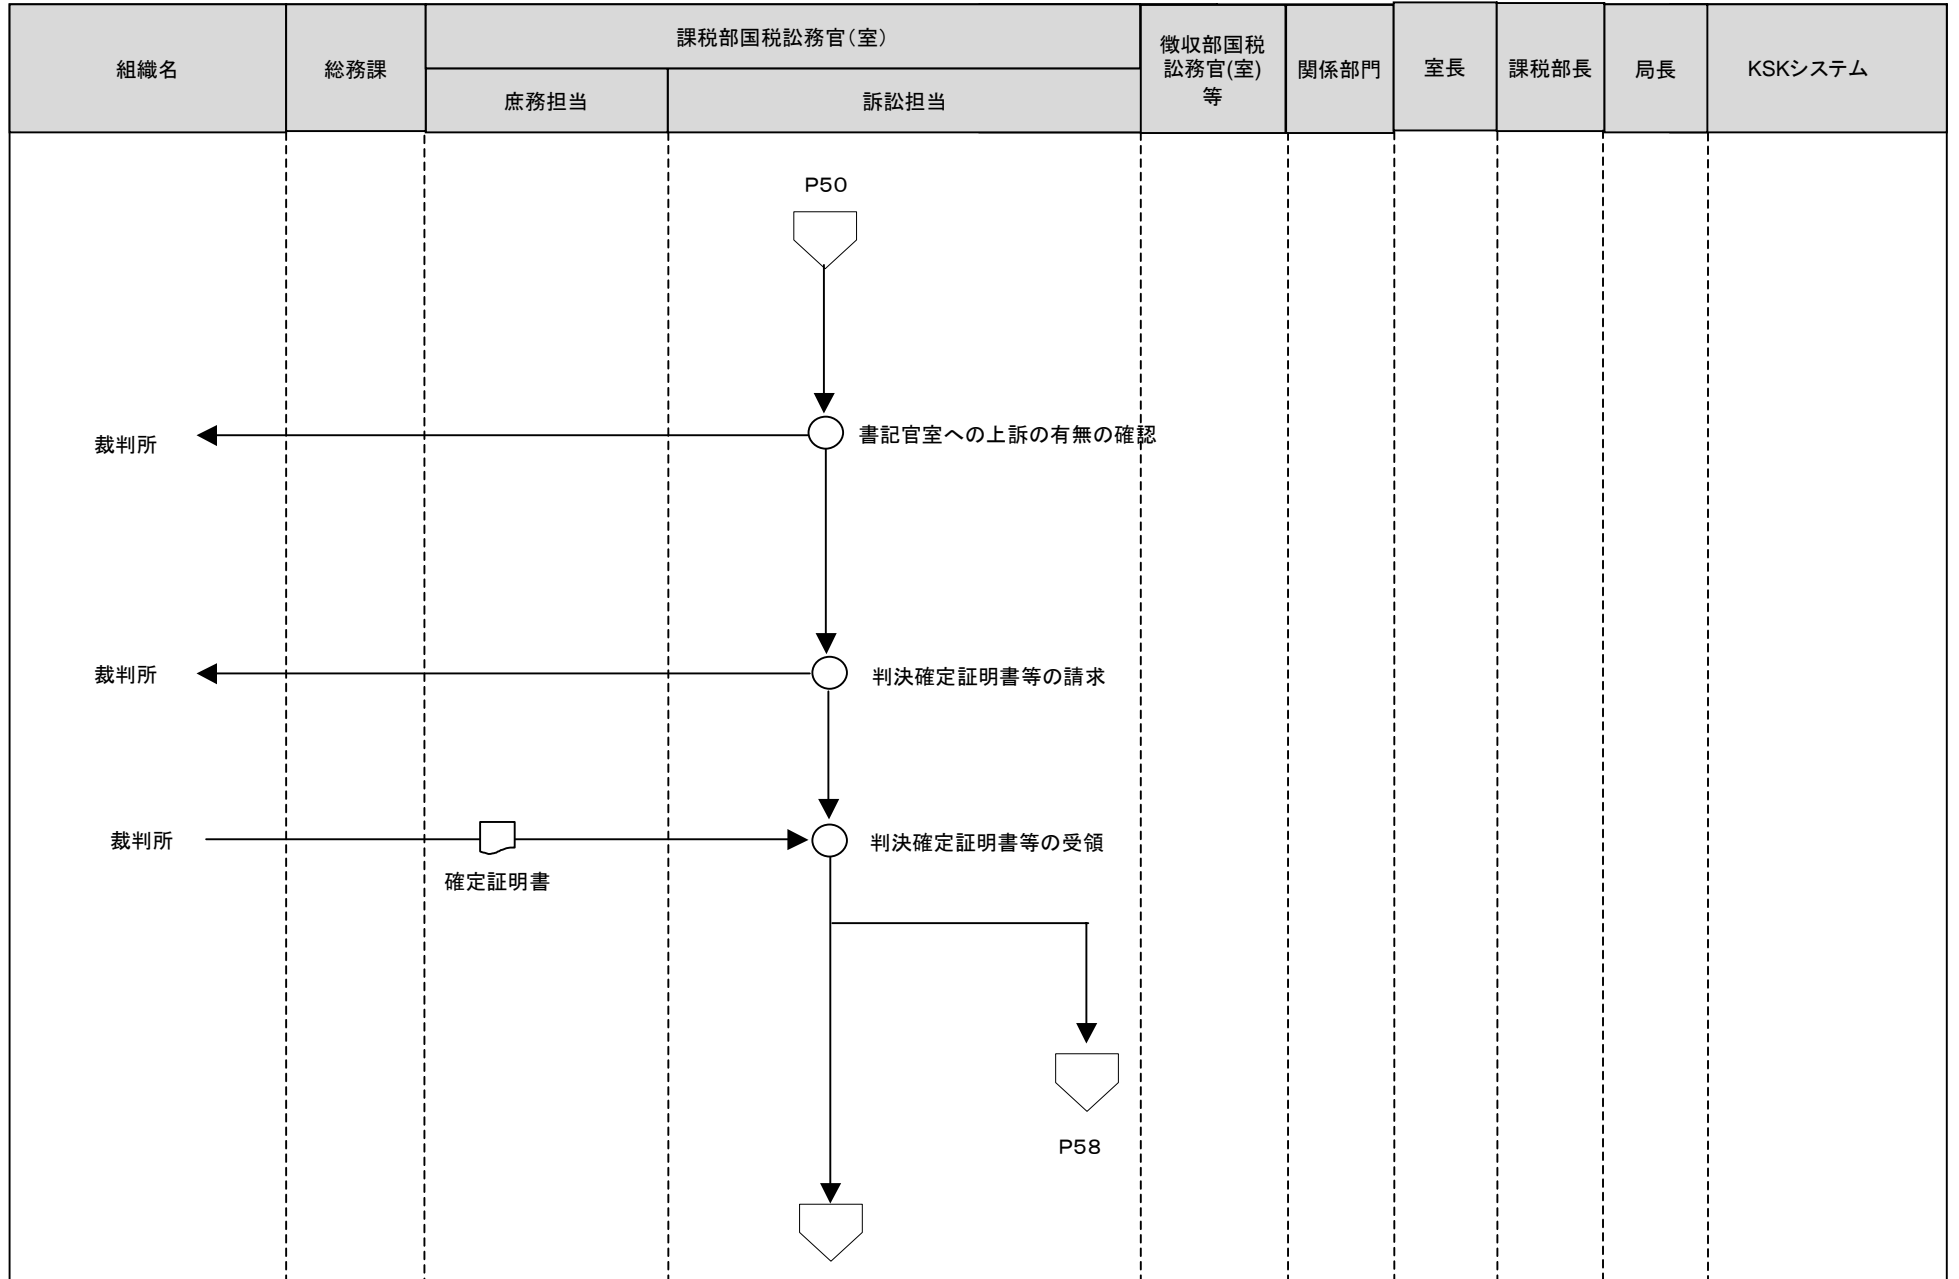 組織名
総務課
課税部国税訟務官(室)
庶務担当
訴訟担当
徴収部国税
訟務官(室)
等
関係部門
室長
課税部長
局長
KSKシステム
P50
裁判所
書記官室への上訴の有無の確認
裁判所
判決確定証明書等の請求
裁判所
判決確定証明書等の受領
確定証明書
P58